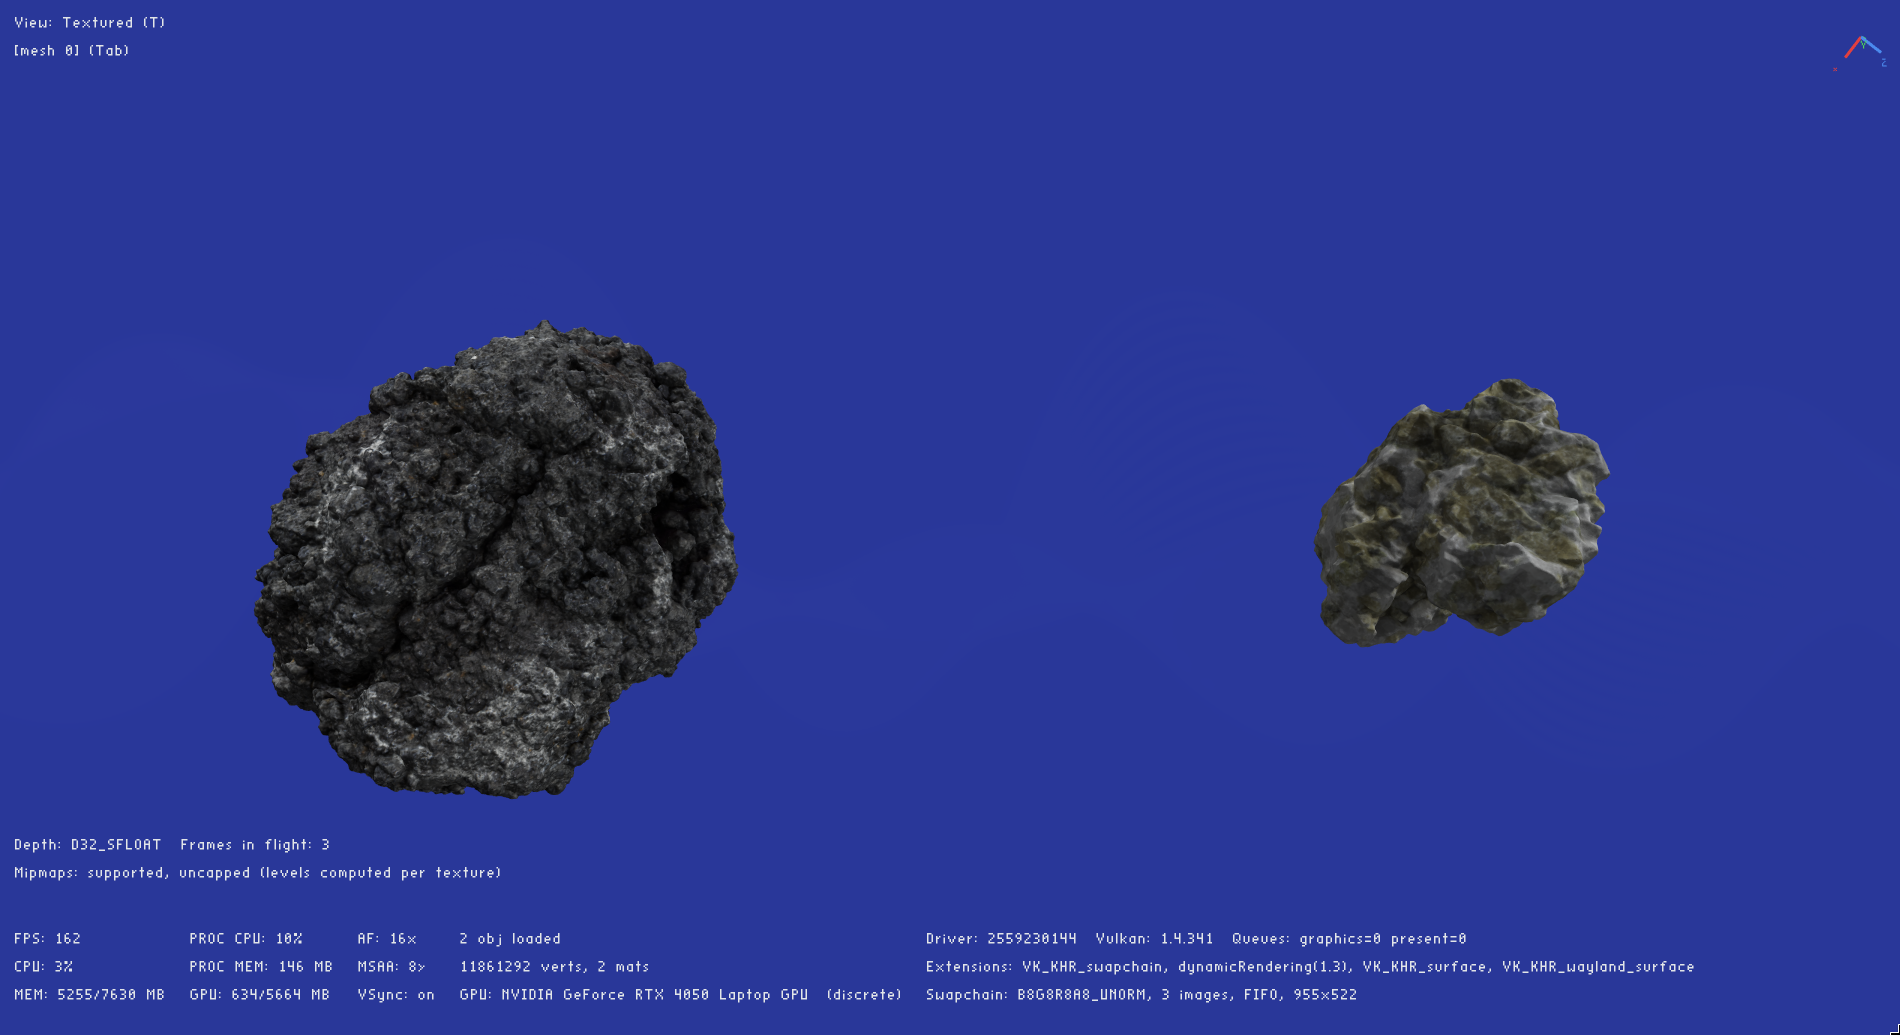 View: Textured (T)
[mesh 0] (Tab)
Y
Z
Depth: D32_SFLOAT  Frames in flight: 3
Mipmaps: supported, uncapped (levels computed per texture)
FPS: 162  PROC CPU: 10%  AF: 16x  2 obj loaded  Driver: 2559230144  Vulkan: 1.4.341  Queues: graphics=0 present=0
CPU: 3%  PROC MEM: 146 MB  MSAA: 8x  11861292 verts, 2 mats  Extensions: VK_KHR_swapchain, dynamicRendering(1.3), VK_KHR_surface, VK_KHR_wayland_surface
MEM: 5255/7630 MB  GPU: 634/5664 MB  VSync: on  GPU: NVIDIA GeForce RTX 4050 Laptop GPU  (discrete)  Swapchain: B8G8R8A8_UNORM, 3 images, FIFO, 955x522